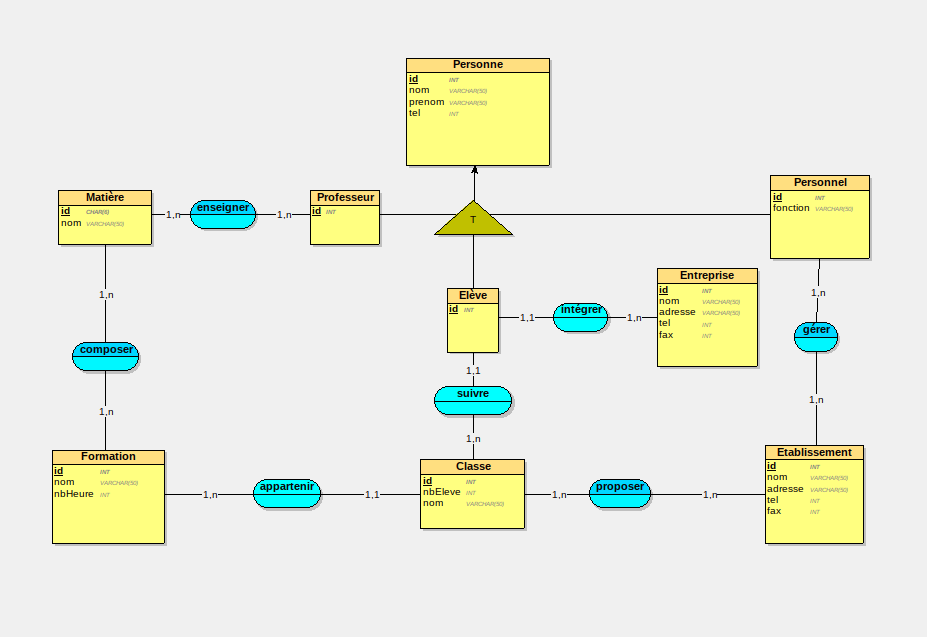 Personne
id INT
nom VARCHAR(50)
prenom VARCHAR(50)
tel INT
Matière
id CHAR(6)
nom VARCHAR(50)
1,n
enseigner
1,n
Professeur
id INT
T
Personnel
id INT
fonction VARCHAR(50)
1,n
Elève
id INT
1,1
intégrer
1,n
Entreprise
id INT
nom VARCHAR(50)
adresse VARCHAR(50)
tel INT
fax INT
1,n
gérer
1,n
composer
1,n
1,1
suivre
1,n
Formation
id INT
nom VARCHAR(50)
nbHeure INT
1,n
appartenir
1,1
Classe
id INT
nbEleve INT
nom VARCHAR(50)
1,n
proposer
1,n
Etablissement
id INT
nom VARCHAR(50)
adresse VARCHAR(50)
tel INT
fax INT